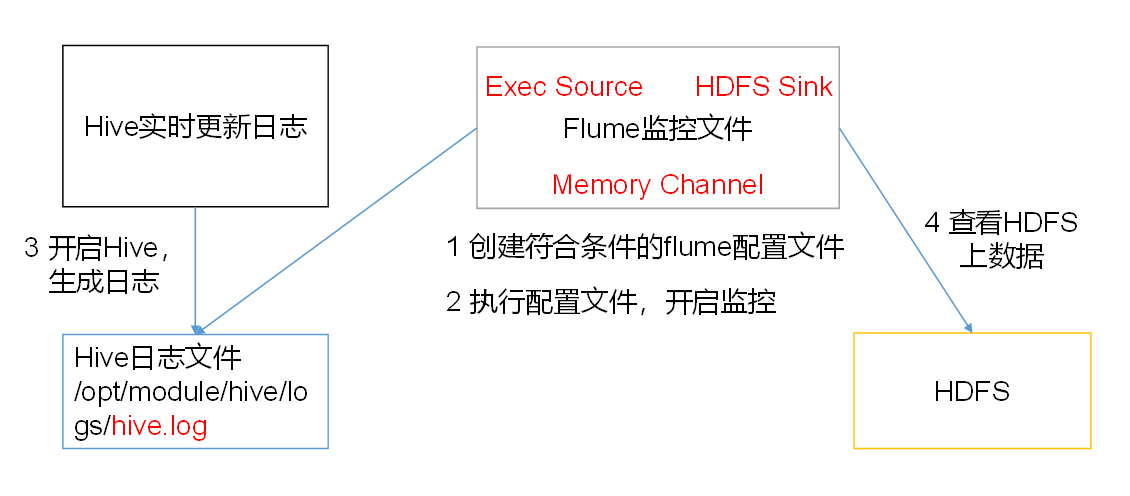 Hive实时更新日志
Exec Source
HDFS Sink
Flume监控文件
Memory Channel
3 开启Hive，
生成日志
1 创建符合条件的flume配置文件
2 执行配置文件，开启监控
4 查看HDFS
上数据
Hive日志文件
/opt/module/hive/lo
gs/hive.log
HDFS